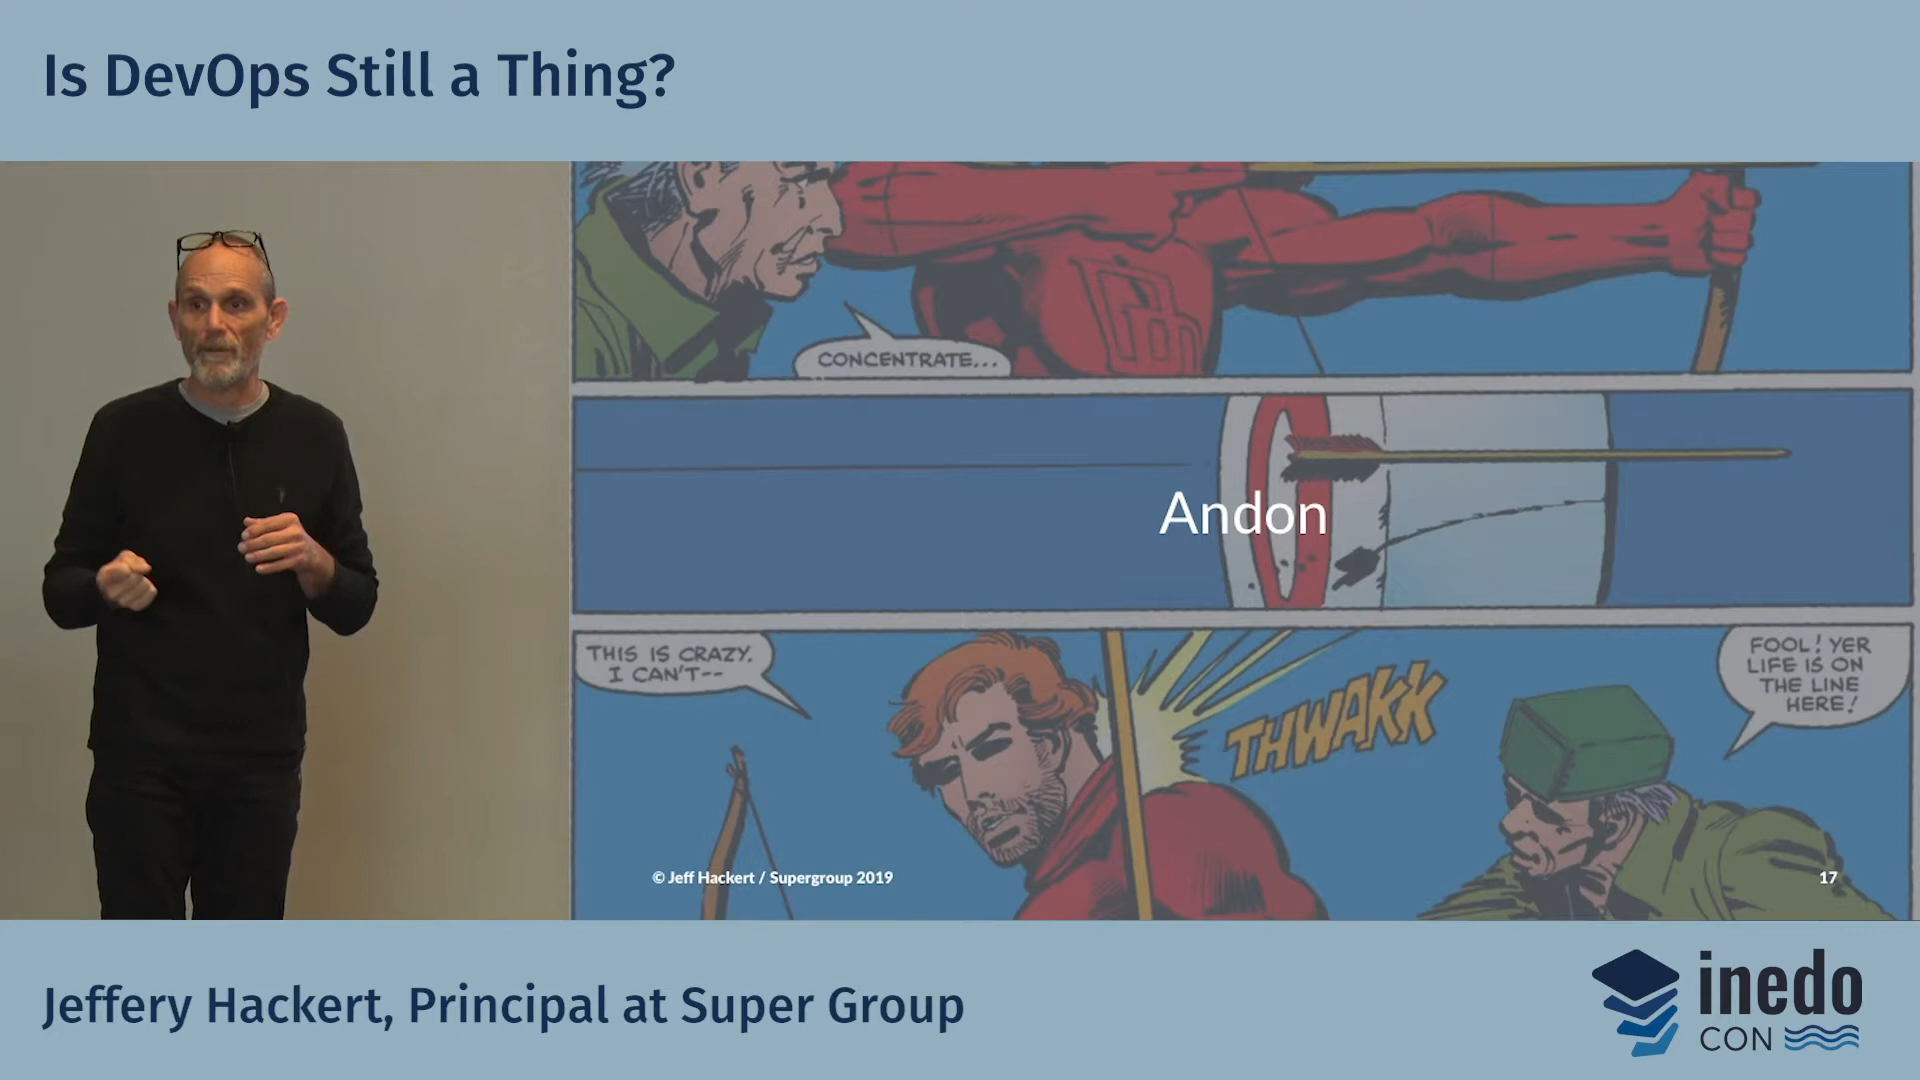 Is DevOps Still a Thing?
CONCENTRATE...
Andon
THIS IS CRAZY.
I CAN'T--
THWAKK
FOOL! YER
LIFE IS ON
THE LINE
HERE!
© Jeff Hackert / Supergroup 2019
17
Jeffery Hackert, Principal at Super Group
inedo
CON